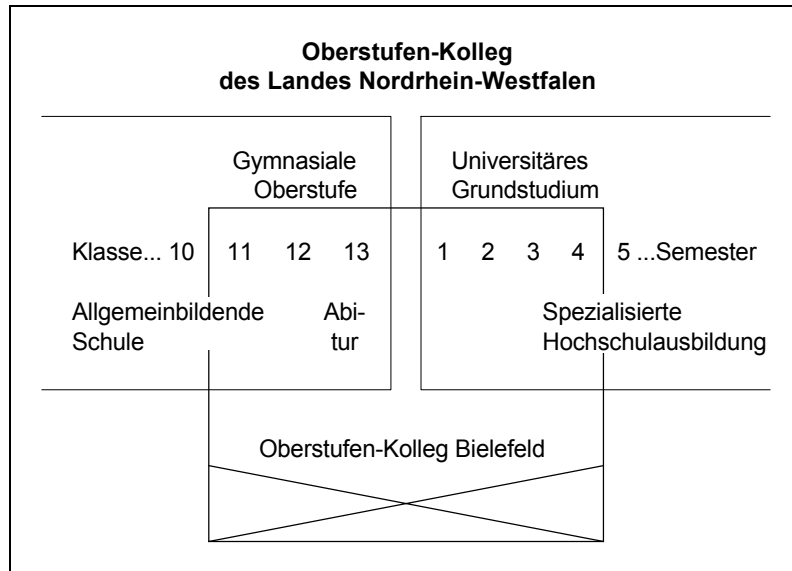 Oberstufen-Kolleg
des Landes Nordrhein-Westfalen
Gymnasiale
Oberstufe
Universitäres
Grundstudium
Klasse... 10 11 12 13 1 2 3 4 5 ...Semester
Allgemeinbildende
Schule
Abi-
tur
Spezialisierte
Hochschulausbildung
Oberstufen-Kolleg Bielefeld